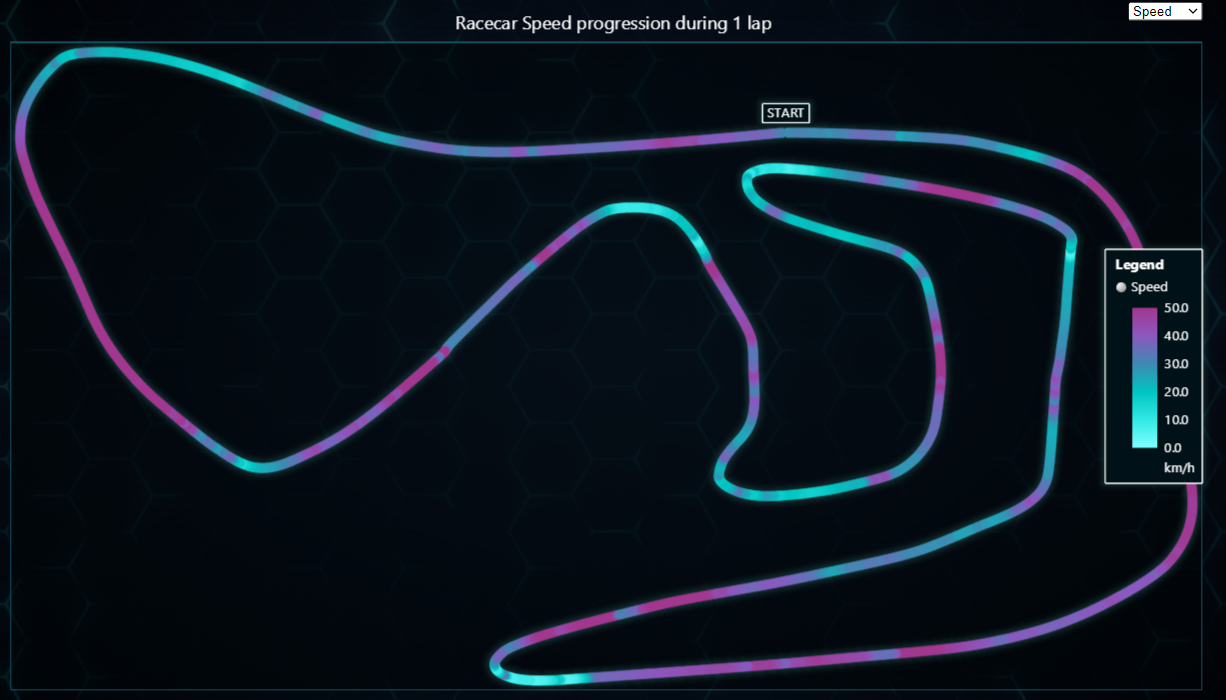 Speed
Racecar Speed progression during 1 lap
START
Legend
Speed
50.0
40.0
30.0
20.0
10.0
0.0
km/h